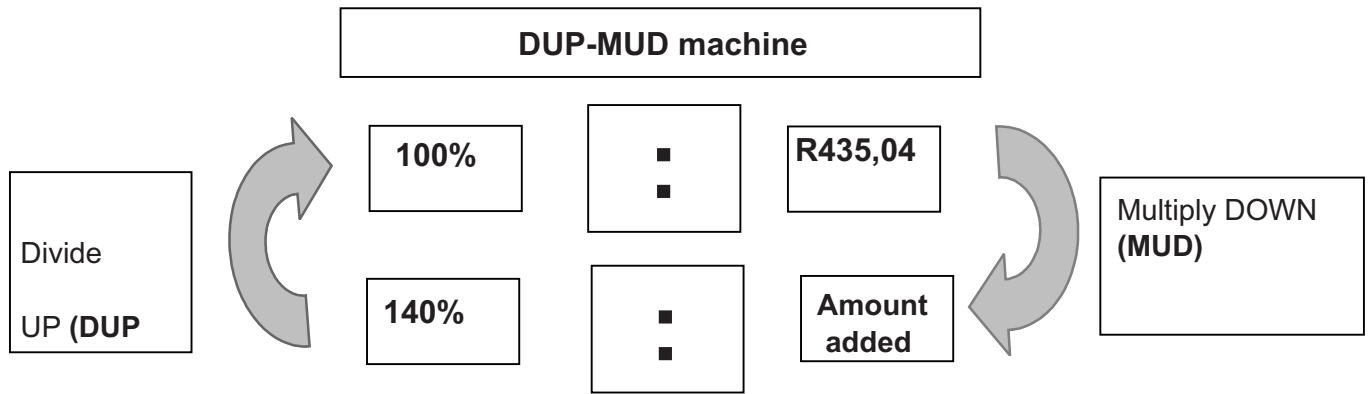 DUP-MUD machine
100%
:
R435,04
Divide
UP (DUP
Multiply DOWN
(MUD)
140%
:
Amount
added